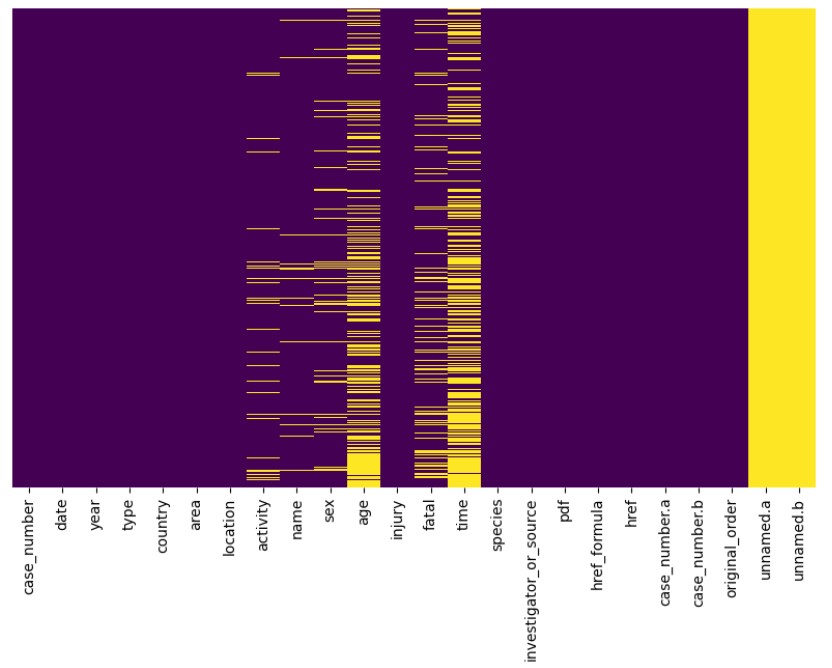 case_number
date
year
type
country
area
location
activity
name
sex
age
injury
fatal
time
species
investigator_or_source
pdf
href_formula
href
case_number.a
case_number.b
original_order
unnamed.a
unnamed.b